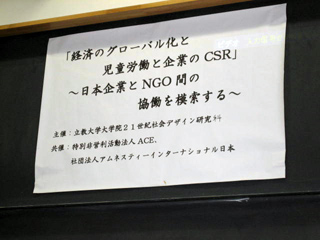 「経済のグローバル化と
児童労働と企業のCSR」
～日本企業とNGO間の
協働を模索する～
主催：立教大学大学院21世紀社会デザイン研究科
共催：特別非営利活動法人ACE、
社団法人アムネスティーインターナショナル日本